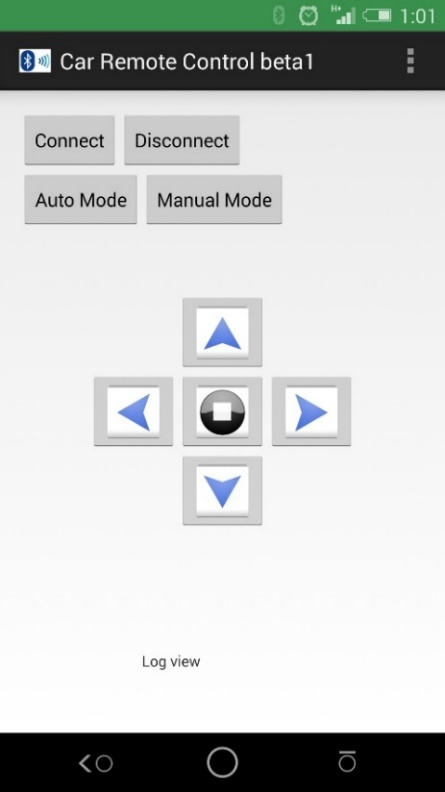 1:01
Car Remote Control beta1
Connect Disconnect
Auto Mode Manual Mode
Log view